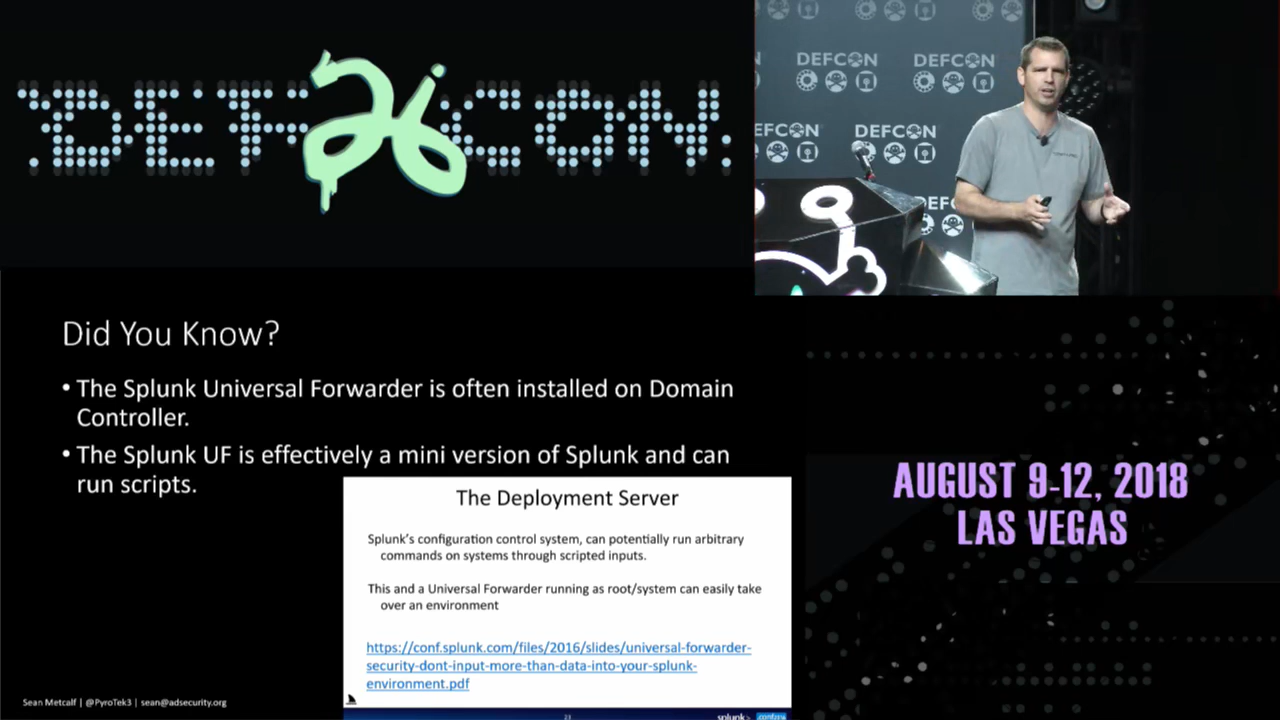 DEF 26 CON
DEFCON DEFCON
EFCON DEFCON
DEFC
Did You Know?
• The Splunk Universal Forwarder is often installed on Domain
Controller.
• The Splunk UF is effectively a mini version of Splunk and can
run scripts.
The Deployment Server
Splunk's configuration control system, can potentially run arbitrary
commands on systems through scripted inputs.
This and a Universal Forwarder running as root/system can easily take
over an environment
https://conf.splunk.com/files/2016/slides/universal-forwarder-
security-dont-input-more-than-data-into-your-splunk-
environment.pdf
splunk>
AUGUST 9-12, 2018
LAS VEGAS
Sean Metcalf | @PyroTek3 | sean@adsecurity.org